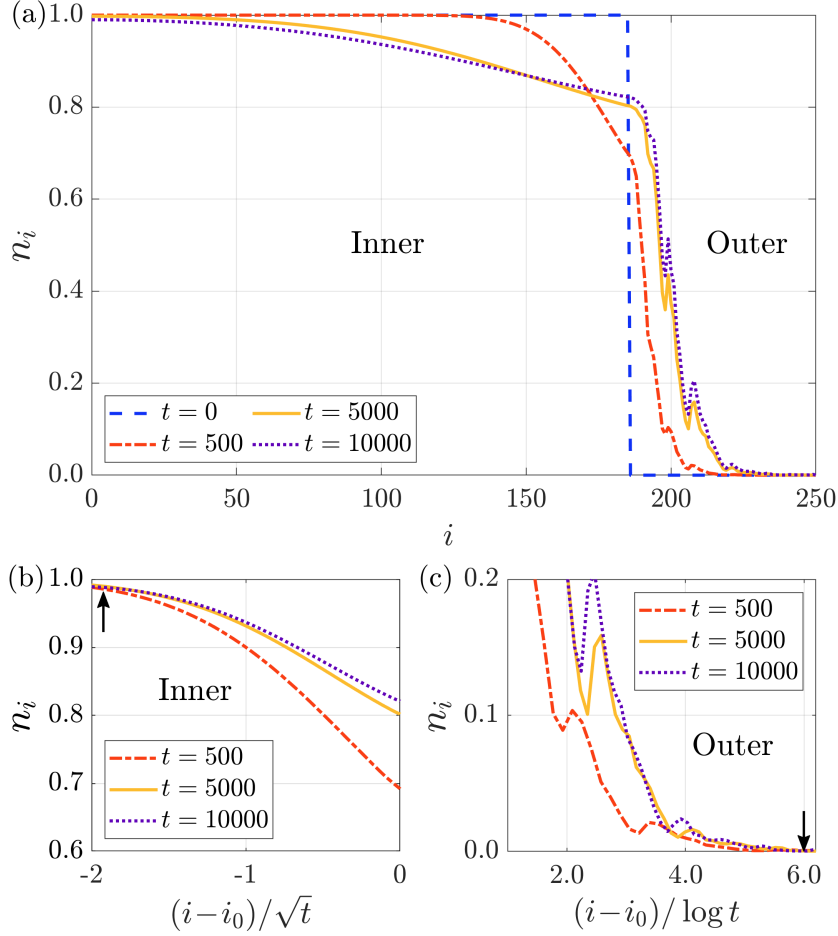 (a)
1.0
0.8
0.6
0.4
0.2
0.0
n_i
Inner
Outer
t = 0
t = 500
t = 5000
t = 10000
0 50 100 150 200 250
i
(b)
1.0
0.9
0.8
0.7
0.6
n_i
Inner
t = 500
t = 5000
t = 10000
-2 -1 0
(i−i_0)/√t
(c)
0.2
0.1
0.0
n_i
t = 500
t = 5000
t = 10000
Outer
2.0 4.0 6.0
(i−i_0)/ log t